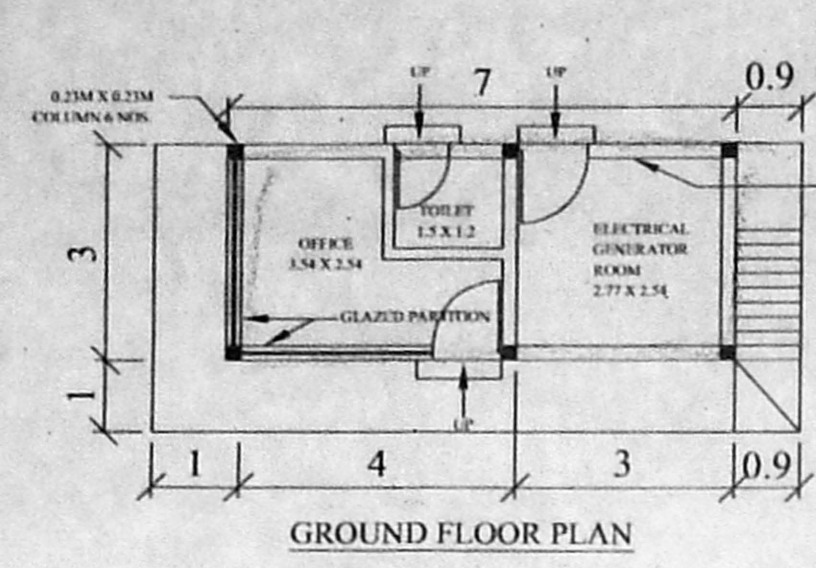 UP
UP
7
0.9
0.23M X 0.23M
COLUMN 6 NOS.
TOILET
1.5 X 1.2
ELECTRICAL
GENERATOR
ROOM
2.77 X 2.54
OFFICE
3.54 X 2.54
3
GLAZED PARTITION
1
UP
1
4
3
0.9
GROUND FLOOR PLAN